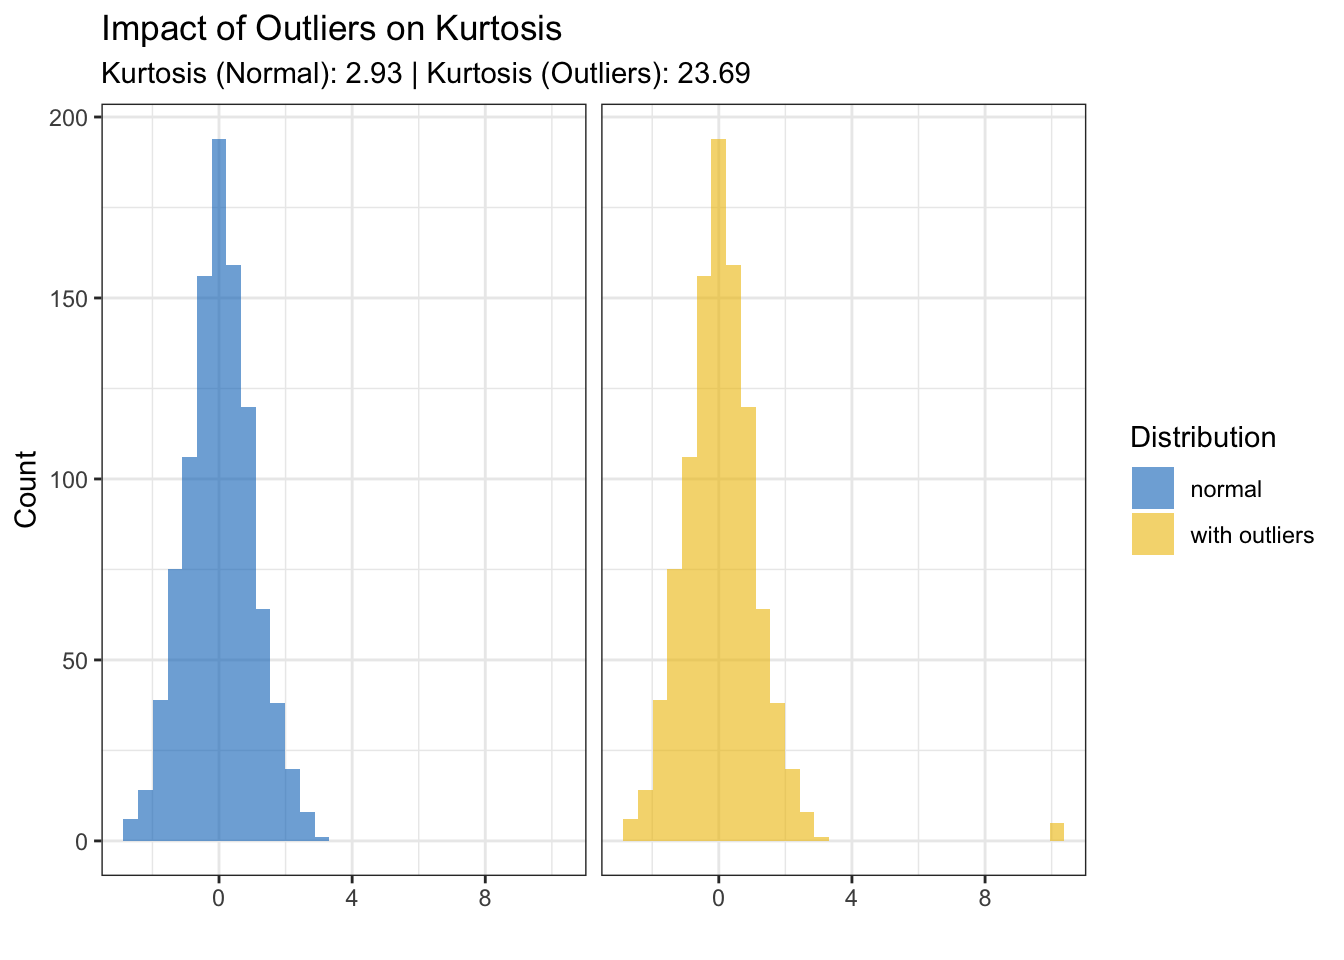 Impact of Outliers on Kurtosis
Kurtosis (Normal): 2.93 | Kurtosis (Outliers): 23.69
200
150
100
50
0
Count
0 4 8
0 4 8
Distribution
normal
with outliers